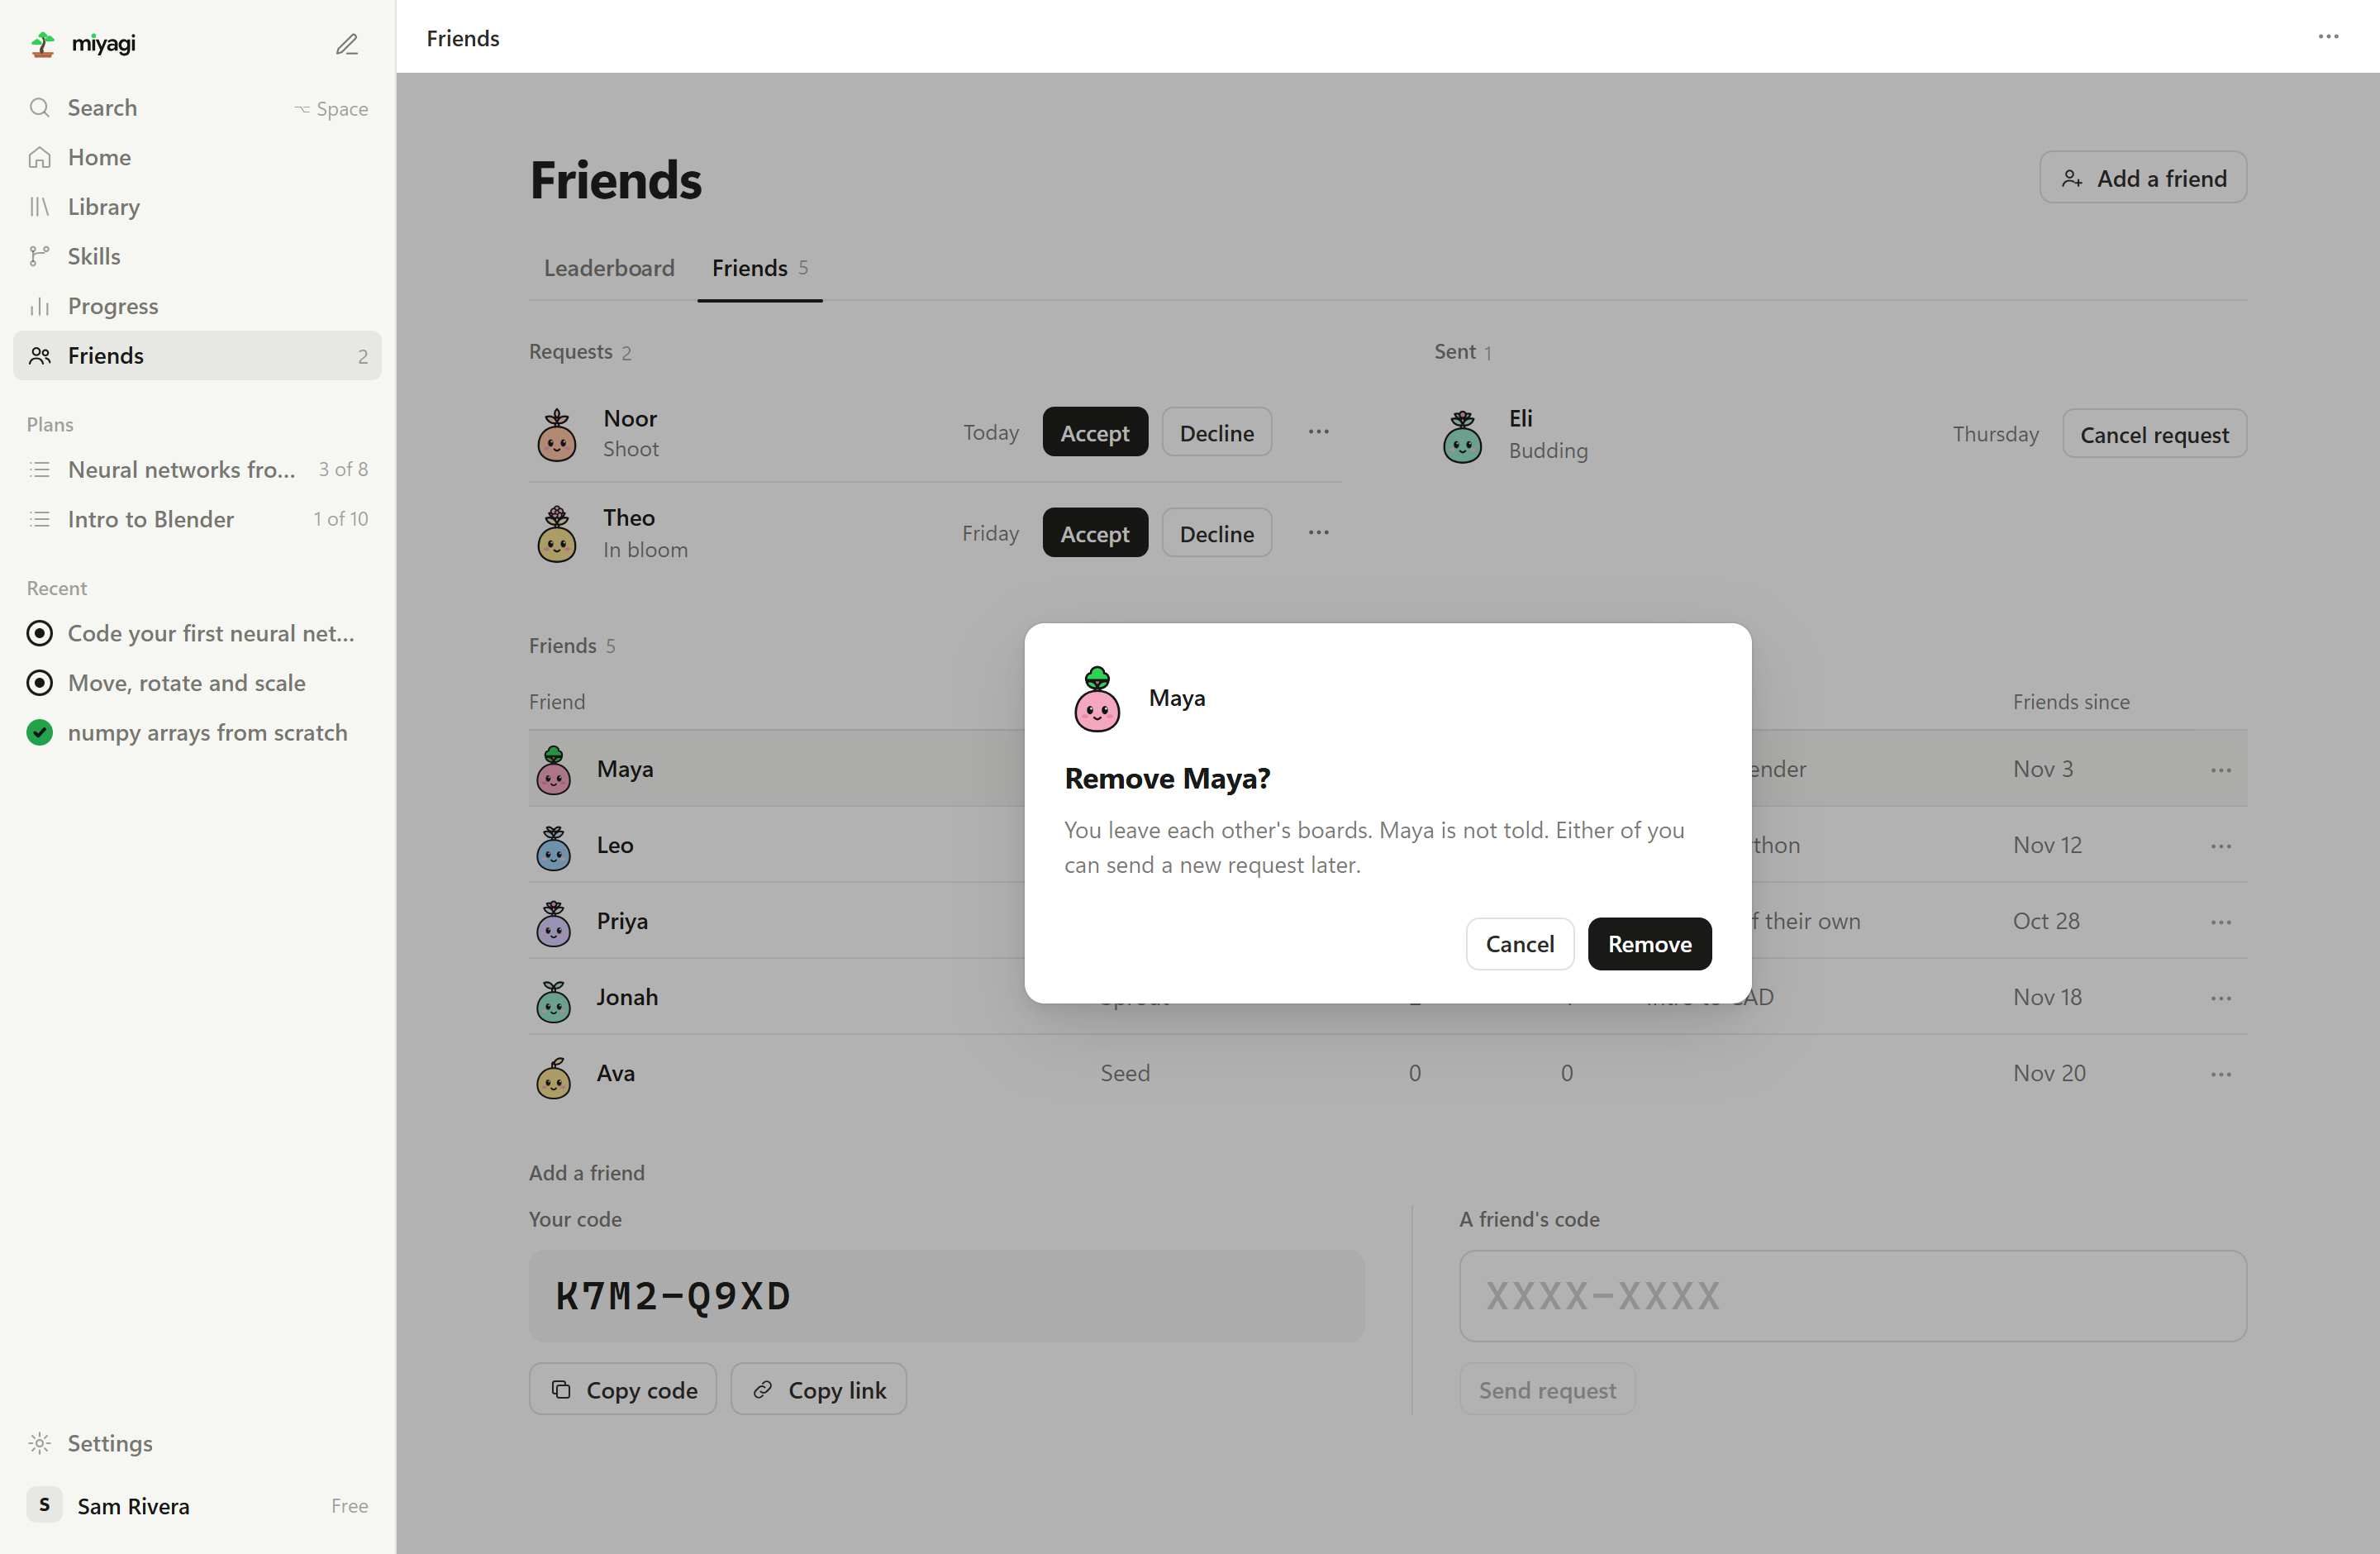 miyagi
Search ⌥ Space
Home
Library
Skills
Progress
Friends 2
Plans
Neural networks fro... 3 of 8
Intro to Blender 1 of 10
Recent
Code your first neural net...
Move, rotate and scale
numpy arrays from scratch
Settings
S Sam Rivera Free
Friends
Friends
Add a friend
Leaderboard Friends 5
Requests 2
Noor
Shoot
Today Accept Decline
Theo
In bloom
Friday Accept Decline
Sent 1
Eli
Budding
Thursday Cancel request
Friends 5
Friend Friends since
Maya ender Nov 3
Leo thon Nov 12
Priya f their own Oct 28
Jonah AD Nov 18
Ava Seed 0 0 Nov 20
Maya
Remove Maya?
You leave each other's boards. Maya is not told. Either of you
can send a new request later.
Cancel Remove
Add a friend
Your code
K7M2-Q9XD
Copy code Copy link
A friend's code
XXXX-XXXX
Send request